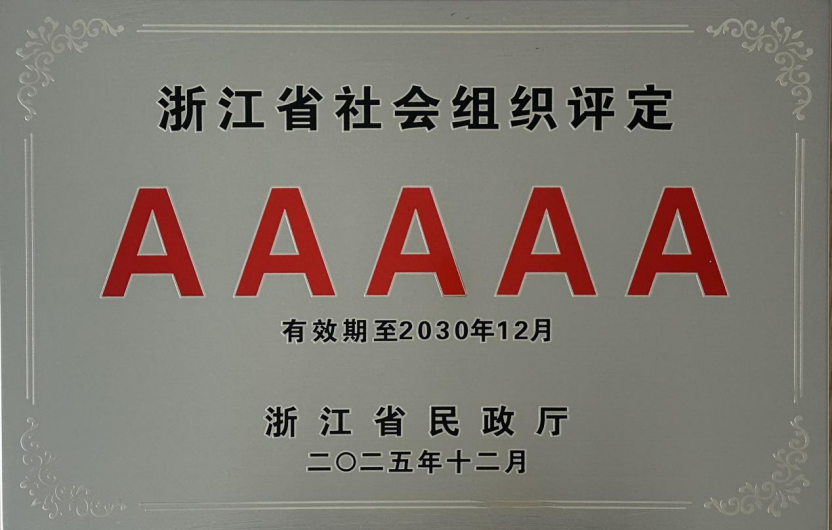 浙江省社会组织评定
AAAAA
有效期至2030年12月
浙江省民政厅
二〇二五年十二月